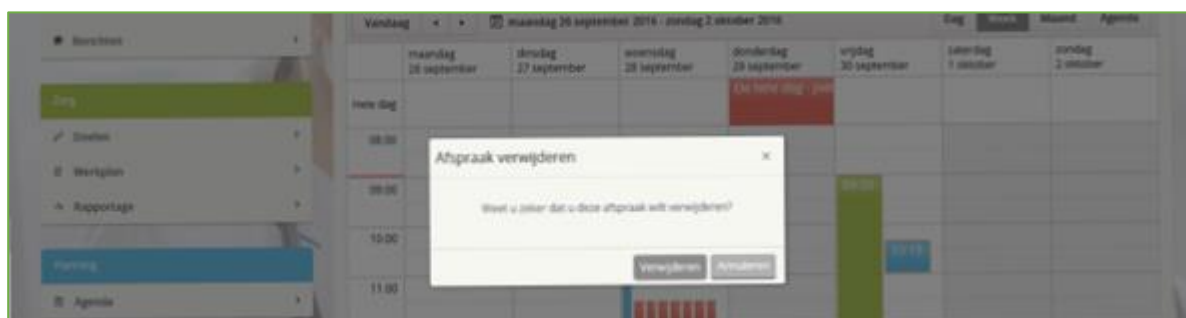 Vandaag maandag 26 september 2016 - zondag 2 oktober 2016 Dag Week Maand Agenda
Berichten
maandag dinsdag woensdag donderdag vrijdag zaterdag zondag
26 september 27 september 28 september 29 september 30 september 1 oktober 2 oktober
De hele dag -
Zorg
Hele dag
Doelen
08:00
Afspraak verwijderen ×
Werkplan
09:00
Weet u zeker dat u deze afspraak wilt verwijderen?
Rapportage
10:00
Planning
Verwijderen Annuleren
Agenda
11:00